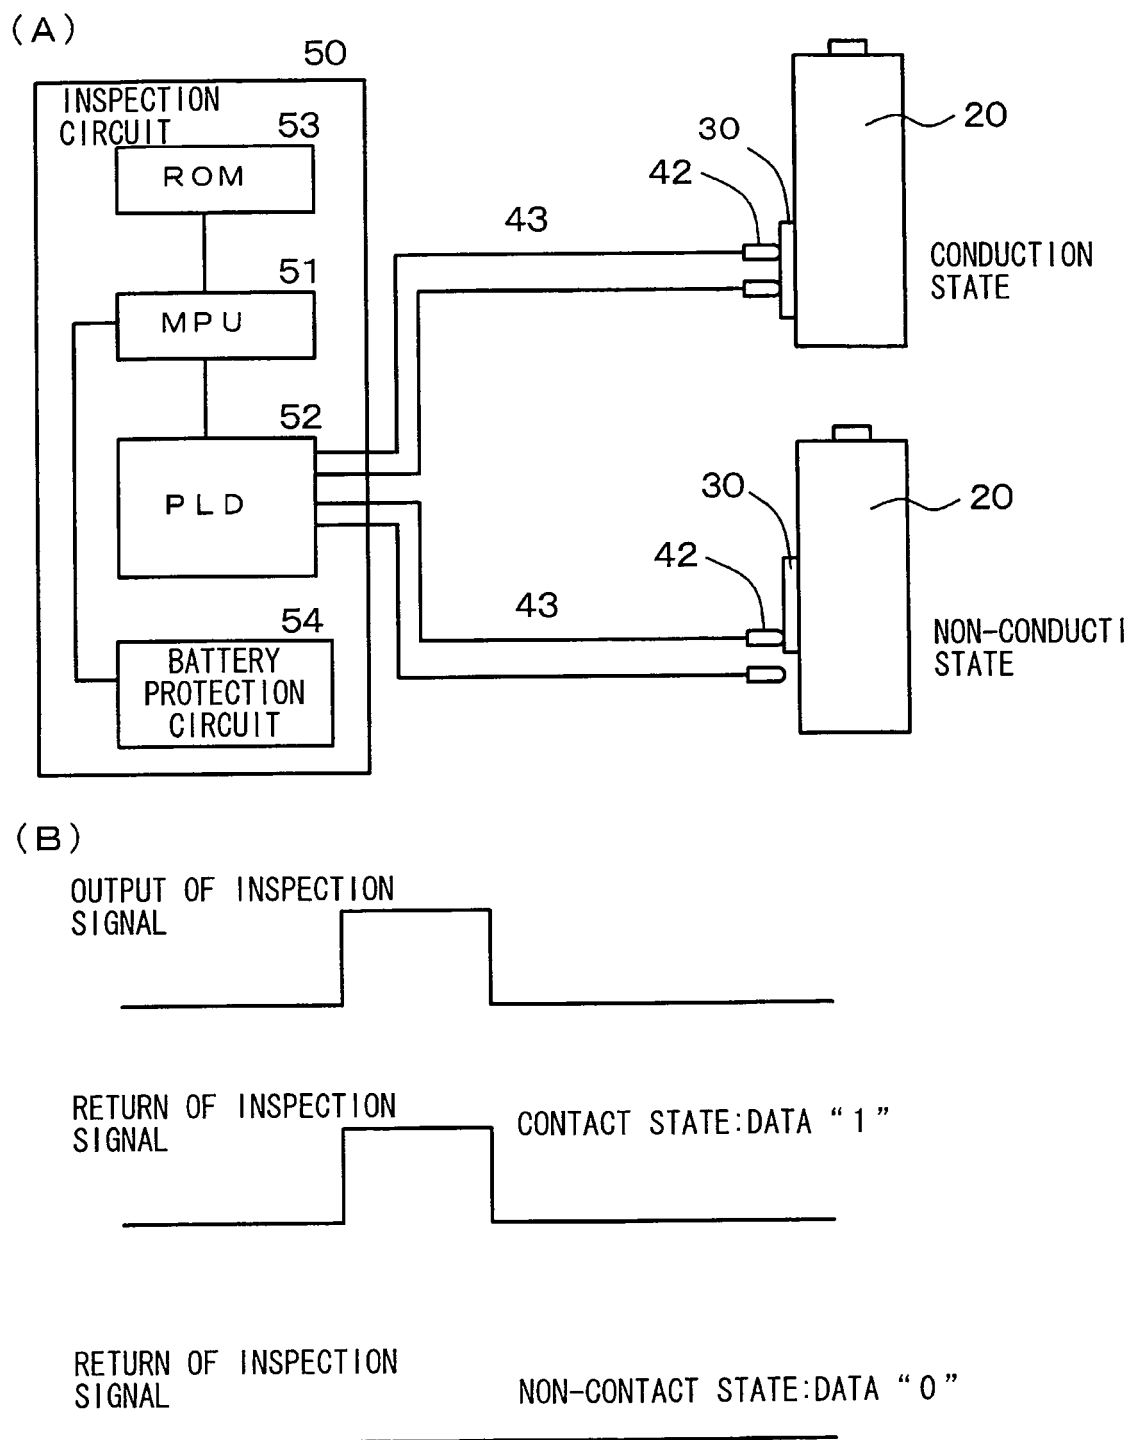 (A)
50
INSPECTION
CIRCUIT
53
ROM
51
MPU
52
PLD
54
BATTERY
PROTECTION
CIRCUIT
43
42
30
20
CONDUCTION
STATE
43
42
30
20
NON-CONDUCTI
STATE
(B)
OUTPUT OF INSPECTION
SIGNAL
RETURN OF INSPECTION
SIGNAL
CONTACT STATE:DATA “1”
RETURN OF INSPECTION
SIGNAL
NON-CONTACT STATE:DATA “0”